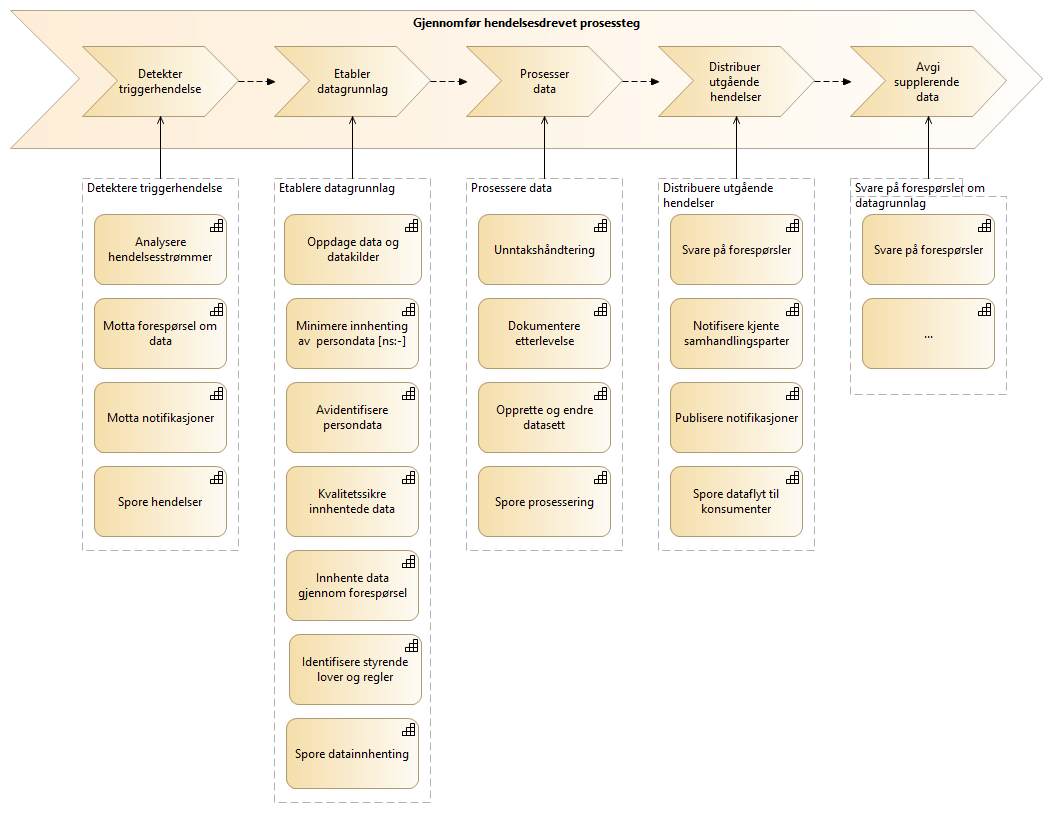 Gjennomfør hendelsesdrevet prosessteg
Detekter
triggerhendelse
Etabler
datagrunnlag
Prosesser
data
Distribuer
utgående
hendelser
Avgi
supplerende
data
Detektere triggerhendelse
Analysere
hendelsesstrømmer
Motta forespørsel om
data
Motta notifikasjoner
Spore hendelser
Etablere datagrunnlag
Oppdage data og
datakilder
Minimere innhenting
av  persondata [ns:-]
Avidentifisere
persondata
Kvalitetssikre
innhentede data
Innhente data
gjennom forespørsel
Identifisere styrende
lover og regler
Spore datainnhenting
Prosessere data
Unntakshåndtering
Dokumentere
etterlevelse
Opprette og endre
datasett
Spore prosessering
Distribuere utgående
hendelser
Svare på forespørsler
Notifisere kjente
samhandlingsparter
Publisere notifikasjoner
Spore dataflyt til
konsumenter
Svare på forespørsler om
datagrunnlag
Svare på forespørsler
...